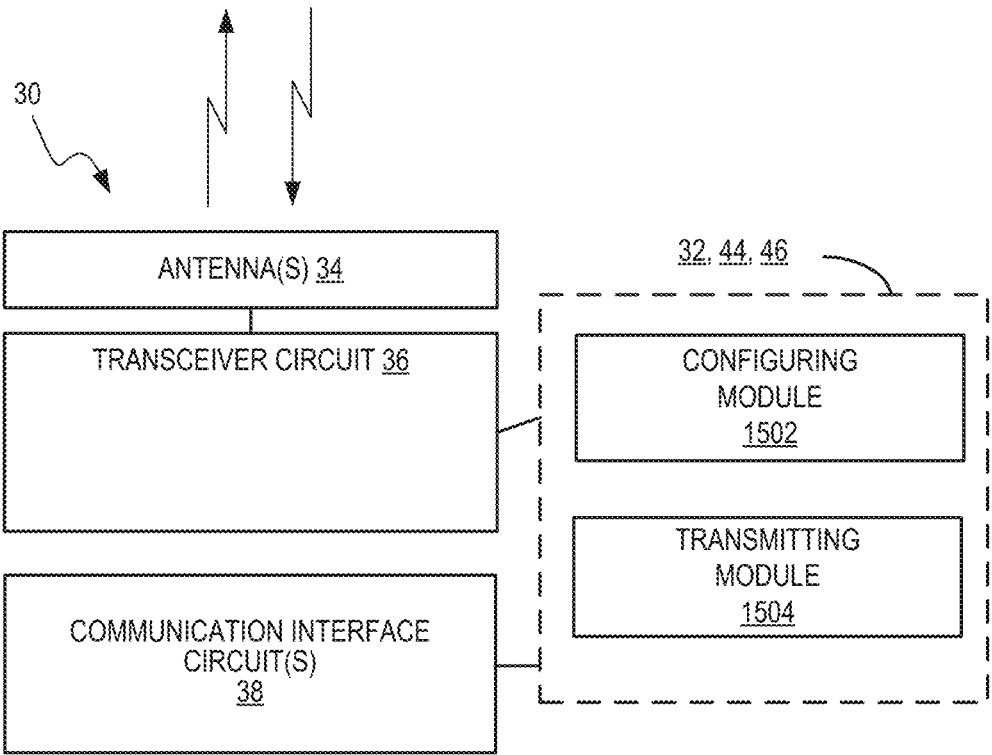 30
ANTENNA(S) 34
32, 44, 46
TRANSCEIVER CIRCUIT 36
CONFIGURING
MODULE
1502
TRANSMITTING
MODULE
1504
COMMUNICATION INTERFACE
CIRCUIT(S)
38